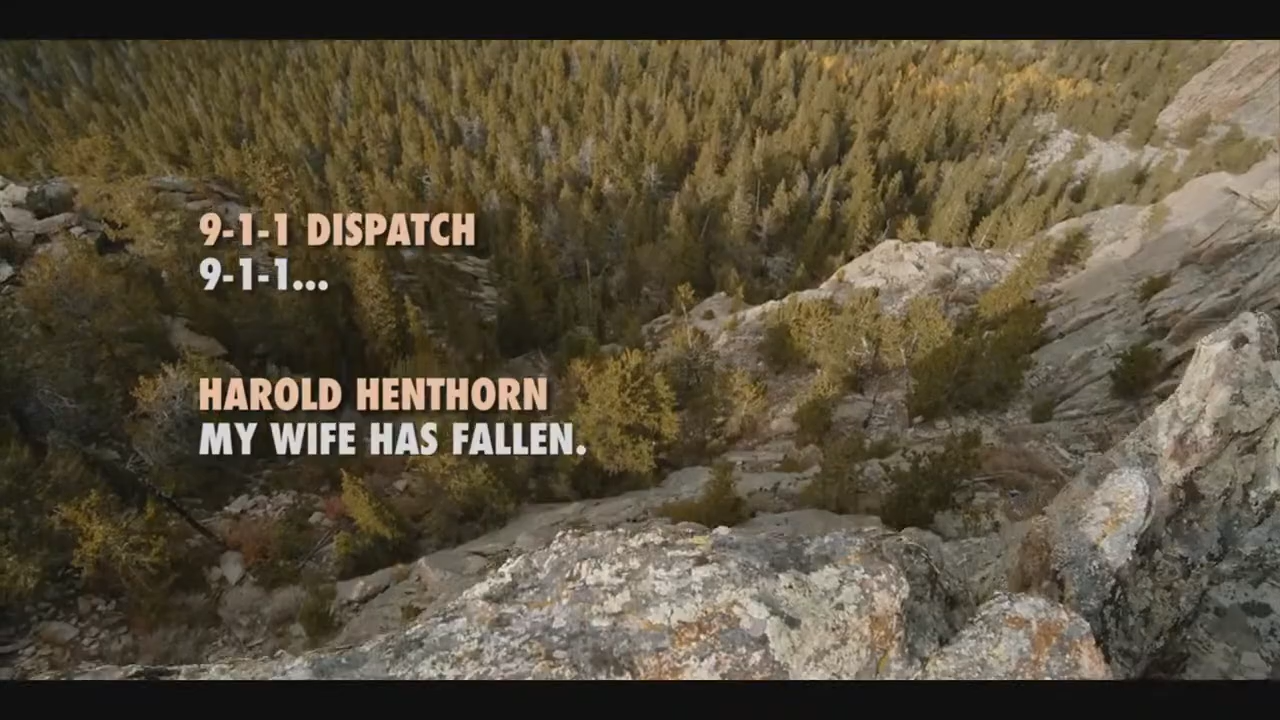 9-1-1 DISPATCH
9-1-1...
HAROLD HENTHORN
MY WIFE HAS FALLEN.